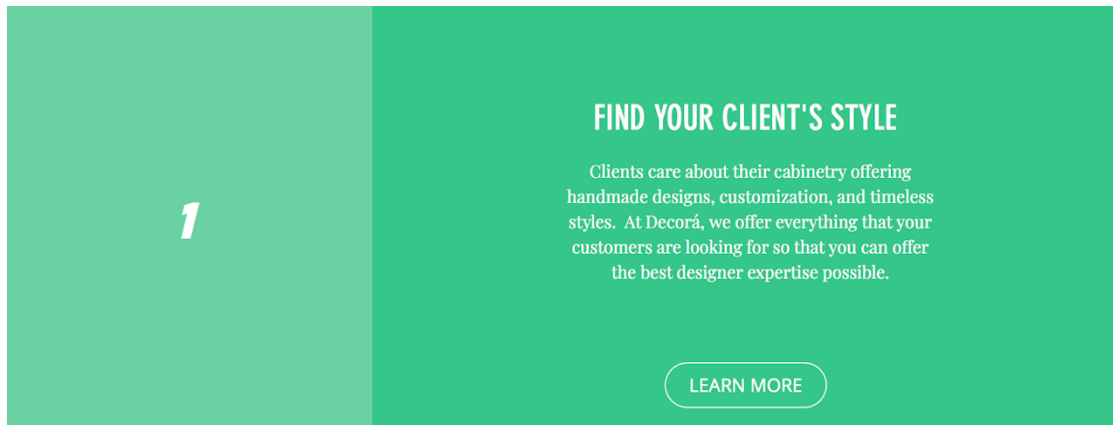 1
FIND YOUR CLIENT'S STYLE
Clients care about their cabinetry offering
handmade designs, customization, and timeless
styles.  At Decorá, we offer everything that your
customers are looking for so that you can offer
the best designer expertise possible.
LEARN MORE